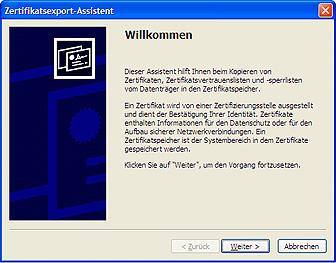 Zertifikatsexport-Assistent
Willkommen
Dieser Assistent hilft Ihnen beim Kopieren von
Zertifikaten, Zertifikatsvertrauenslisten und -sperrlisten
vom Datenträger in den Zertifikatspeicher.
Ein Zertifikat wird von einer Zertifizierungsstelle ausgestellt
und dient der Bestätigung Ihrer Identität. Zertifikate
enthalten Informationen für den Datenschutz oder für den
Aufbau sicherer Netzwerkverbindungen. Ein
Zertifikatspeicher ist der Systembereich in dem Zertifikate
gespeichert werden.
Klicken Sie auf "Weiter", um den Vorgang fortzusetzen.
< Zurück
Weiter >
Abbrechen